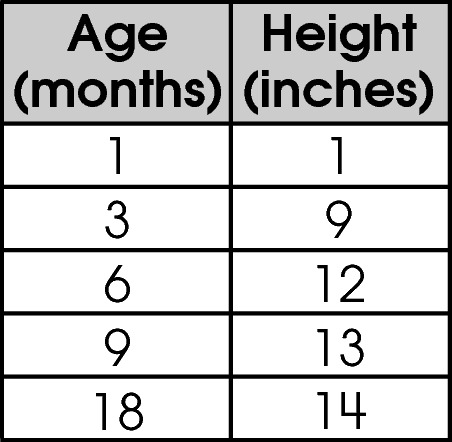 Age Height
(months) (inches)
1 1
3 9
6 12
9 13
18 14